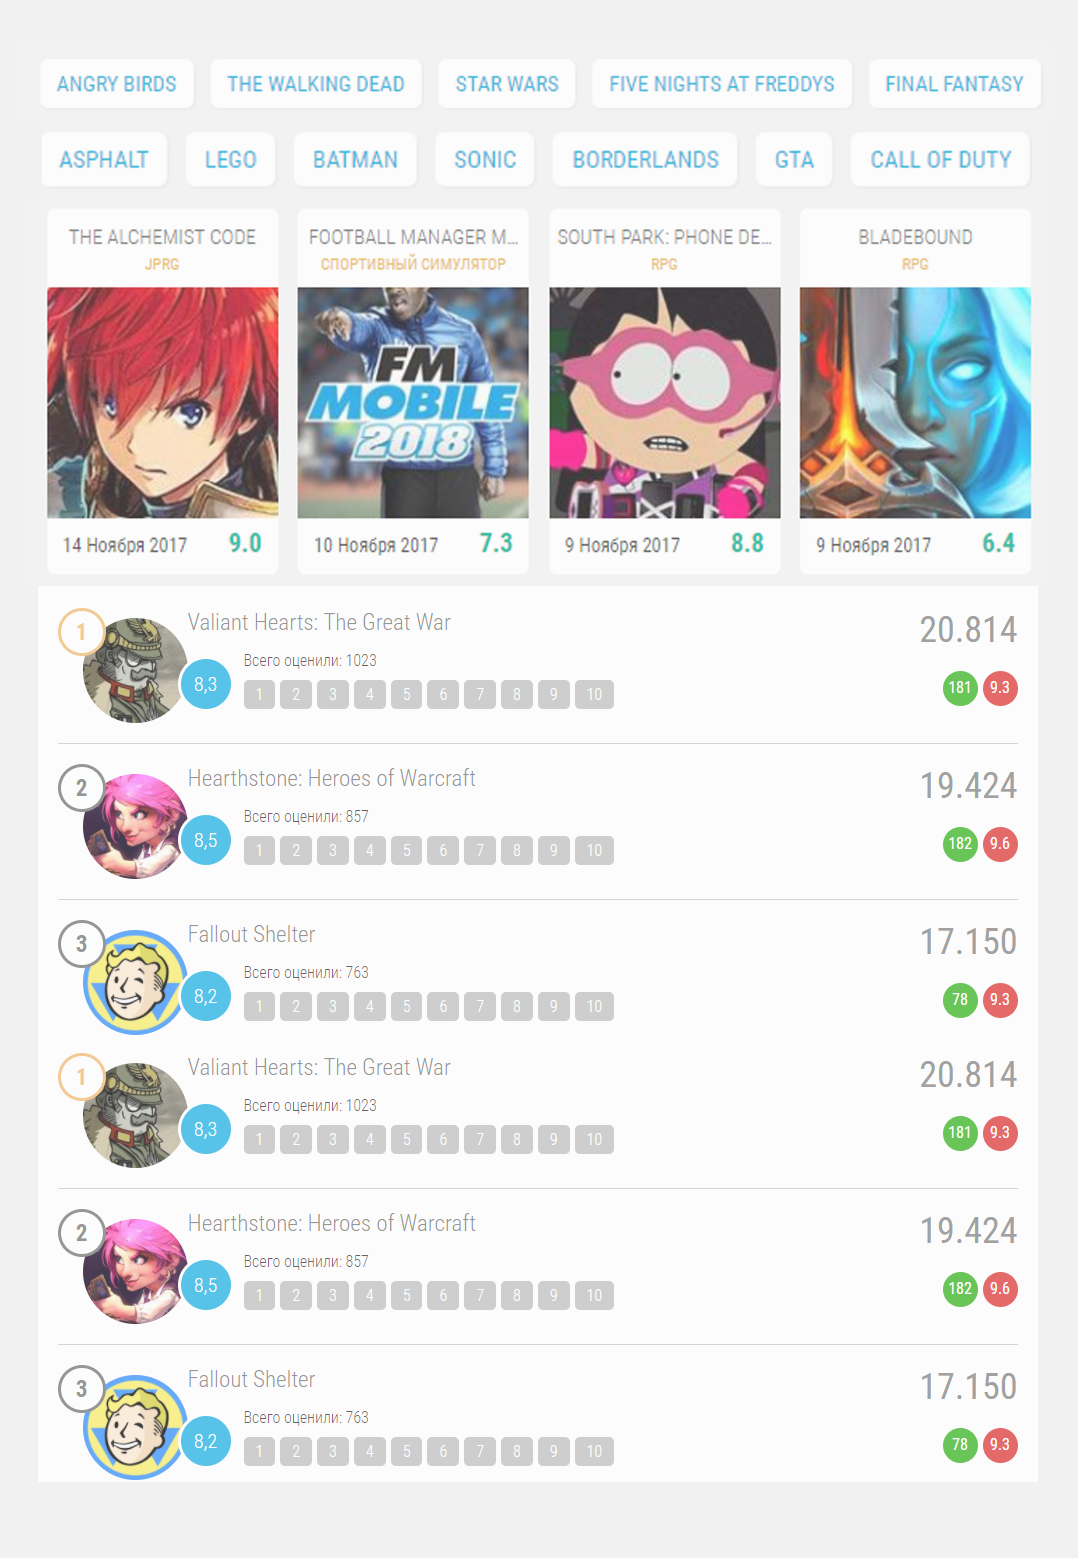 ANGRY BIRDS THE WALKING DEAD STAR WARS FIVE NIGHTS AT FREDDYS FINAL FANTASY
ASPHALT LEGO BATMAN SONIC BORDERLANDS GTA CALL OF DUTY
THE ALCHEMIST CODE FOOTBALL MANAGER M... SOUTH PARK: PHONE DE... BLADEBOUND
JPRG СПОРТИВНЫЙ СИМУЛЯТОР RPG RPG
FM
MOBILE
2018
14 Ноября 2017 9.0 10 Ноября 2017 7.3 9 Ноября 2017 8.8 9 Ноября 2017 6.4
1 Valiant Hearts: The Great War 20.814
Всего оценили: 1023
8,3 1 2 3 4 5 6 7 8 9 10 181 9.3
2 Hearthstone: Heroes of Warcraft 19.424
Всего оценили: 857
8,5 1 2 3 4 5 6 7 8 9 10 182 9.6
3 Fallout Shelter 17.150
Всего оценили: 763
8,2 1 2 3 4 5 6 7 8 9 10 78 9.3
1 Valiant Hearts: The Great War 20.814
Всего оценили: 1023
8,3 1 2 3 4 5 6 7 8 9 10 181 9.3
2 Hearthstone: Heroes of Warcraft 19.424
Всего оценили: 857
8,5 1 2 3 4 5 6 7 8 9 10 182 9.6
3 Fallout Shelter 17.150
Всего оценили: 763
8,2 1 2 3 4 5 6 7 8 9 10 78 9.3